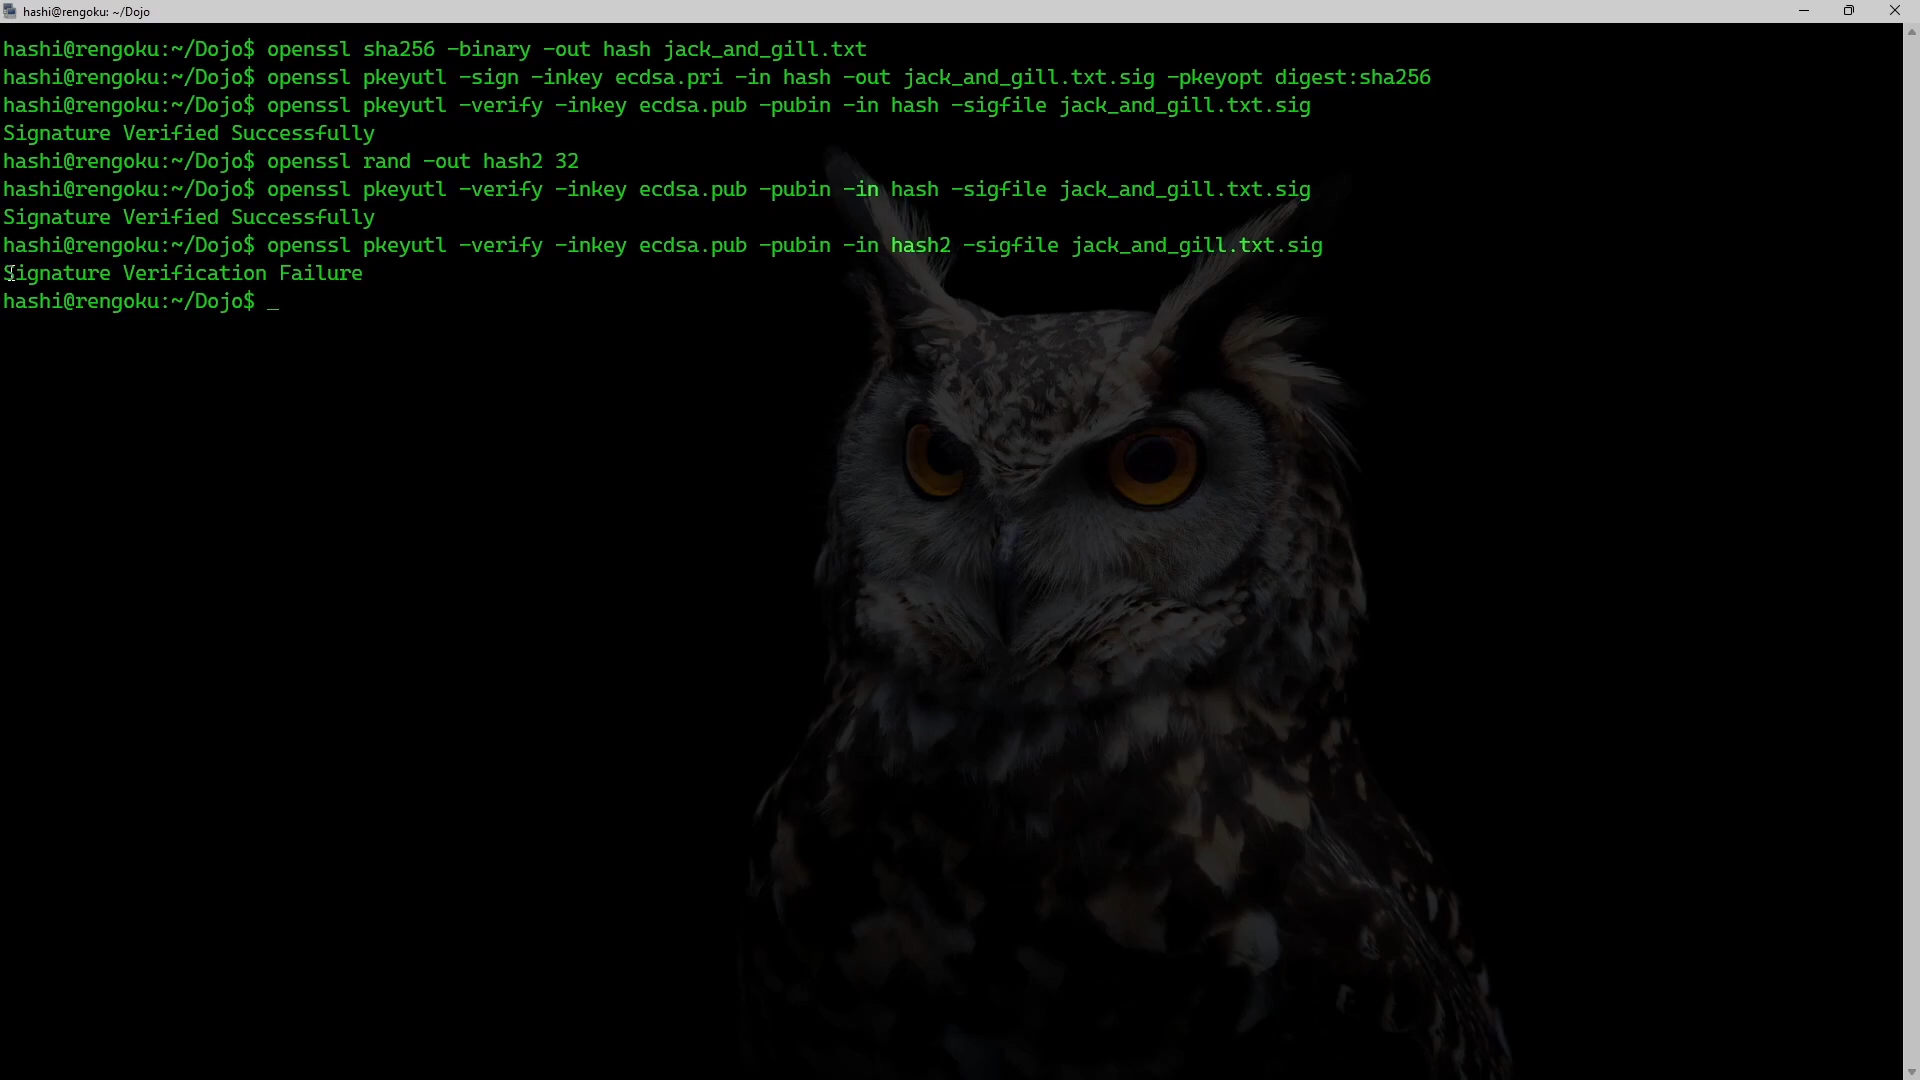 hashi@rengoku: ~/Dojo
hashi@rengoku:~/Dojo$ openssl sha256 -binary -out hash jack_and_gill.txt
hashi@rengoku:~/Dojo$ openssl pkeyutl -sign -inkey ecdsa.pri -in hash -out jack_and_gill.txt.sig -pkeyopt digest:sha256
hashi@rengoku:~/Dojo$ openssl pkeyutl -verify -inkey ecdsa.pub -pubin -in hash -sigfile jack_and_gill.txt.sig
Signature Verified Successfully
hashi@rengoku:~/Dojo$ openssl rand -out hash2 32
hashi@rengoku:~/Dojo$ openssl pkeyutl -verify -inkey ecdsa.pub -pubin -in hash -sigfile jack_and_gill.txt.sig
Signature Verified Successfully
hashi@rengoku:~/Dojo$ openssl pkeyutl -verify -inkey ecdsa.pub -pubin -in hash2 -sigfile jack_and_gill.txt.sig
Signature Verification Failure
hashi@rengoku:~/Dojo$ _